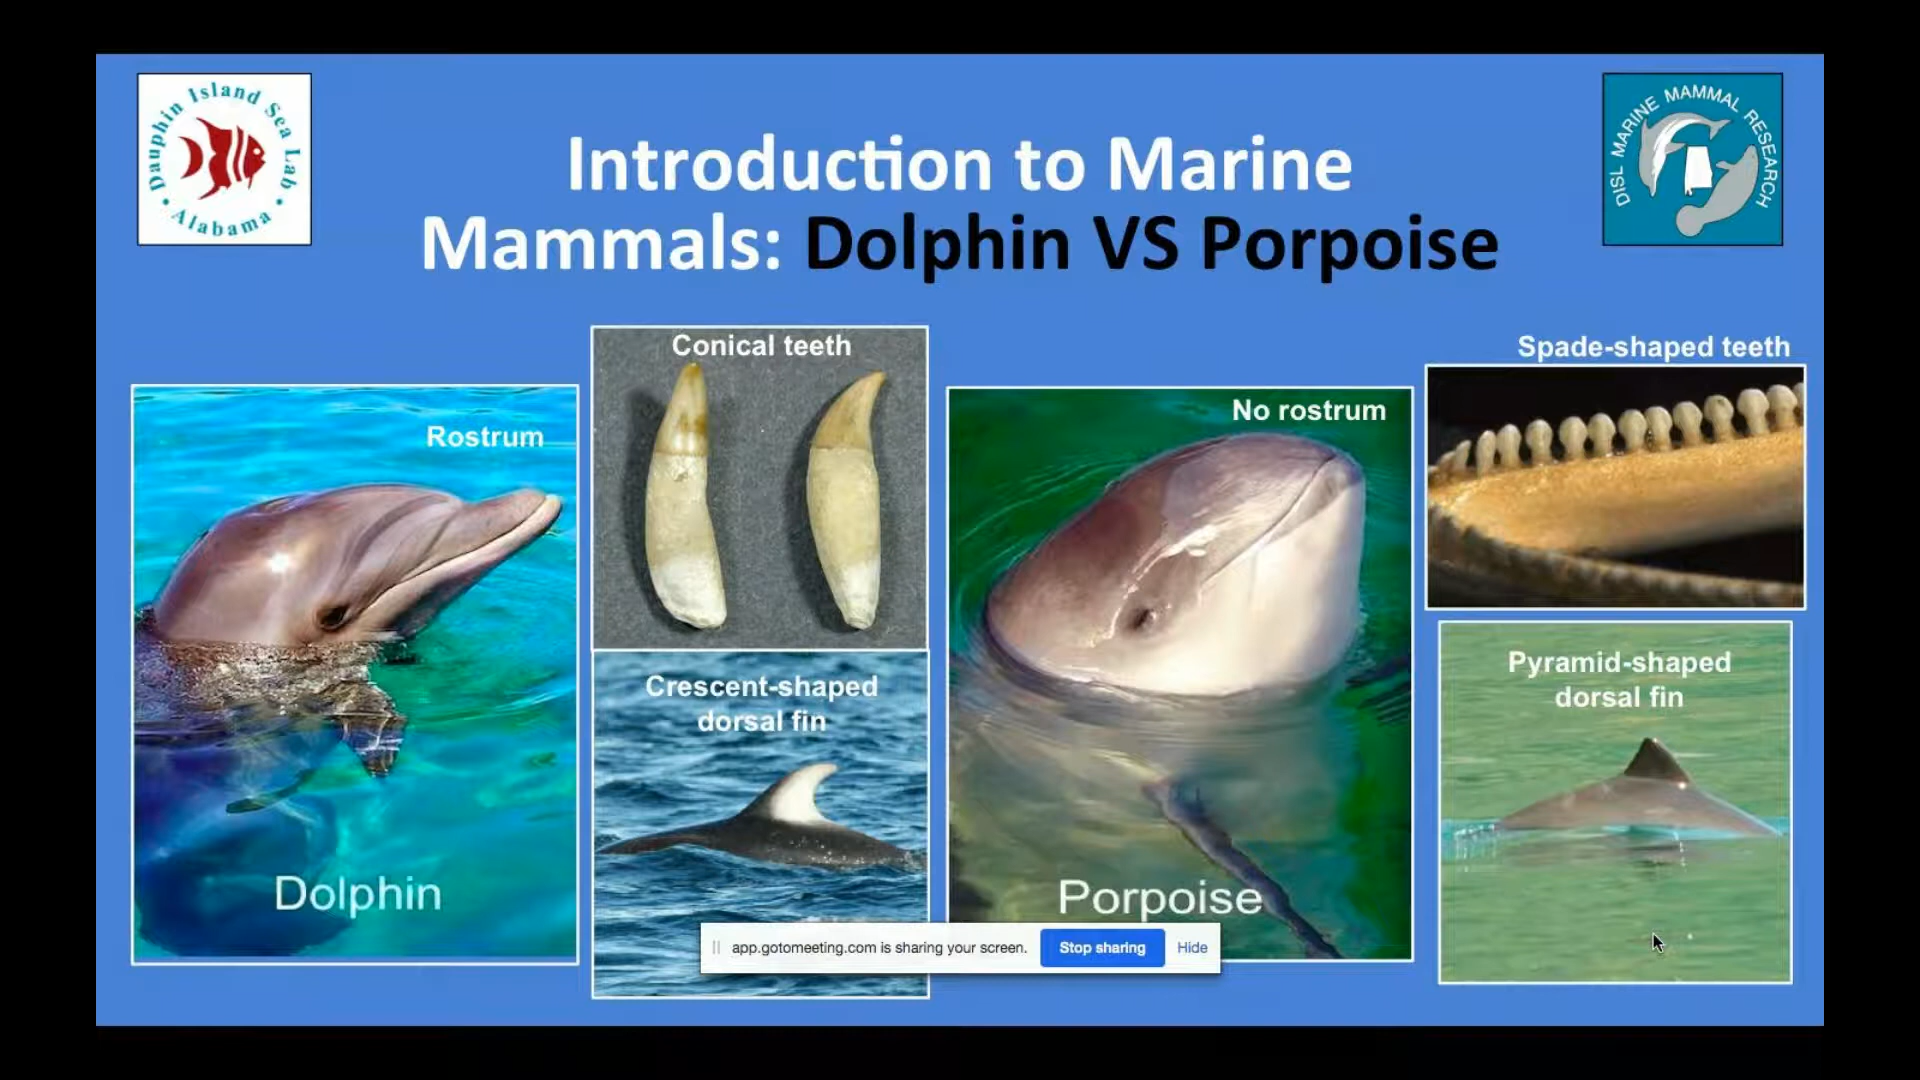 Dauphin Island Sea Lab
Alabama
DISL MARINE MAMMAL RESEARCH
Introduction to Marine
Mammals: Dolphin VS Porpoise
Rostrum
Dolphin
Conical teeth
Crescent-shaped
dorsal fin
No rostrum
Porpoise
Spade-shaped teeth
Pyramid-shaped
dorsal fin
app.gotomeeting.com is sharing your screen.
Stop sharing
Hide